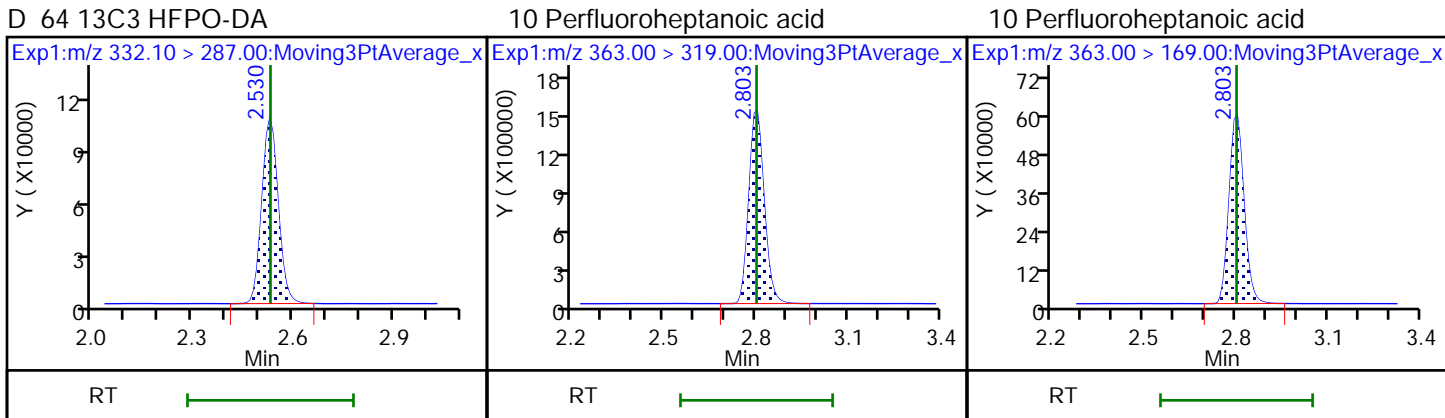 D 64 13C3 HFPO-DA
Exp1:m/z 332.10 > 287.00:Moving3PtAverage_x
2.530
Y ( X10000)
12
9
6
3
0
2.0 2.3 2.6 2.9
Min
RT
10 Perfluoroheptanoic acid
Exp1:m/z 363.00 > 319.00:Moving3PtAverage_x
2.803
Y ( X100000)
18
15
12
9
6
3
0
2.2 2.5 2.8 3.1 3.4
Min
RT
10 Perfluoroheptanoic acid
Exp1:m/z 363.00 > 169.00:Moving3PtAverage_x
2.803
Y ( X10000)
72
60
48
36
24
12
0
2.2 2.5 2.8 3.1 3.4
Min
RT